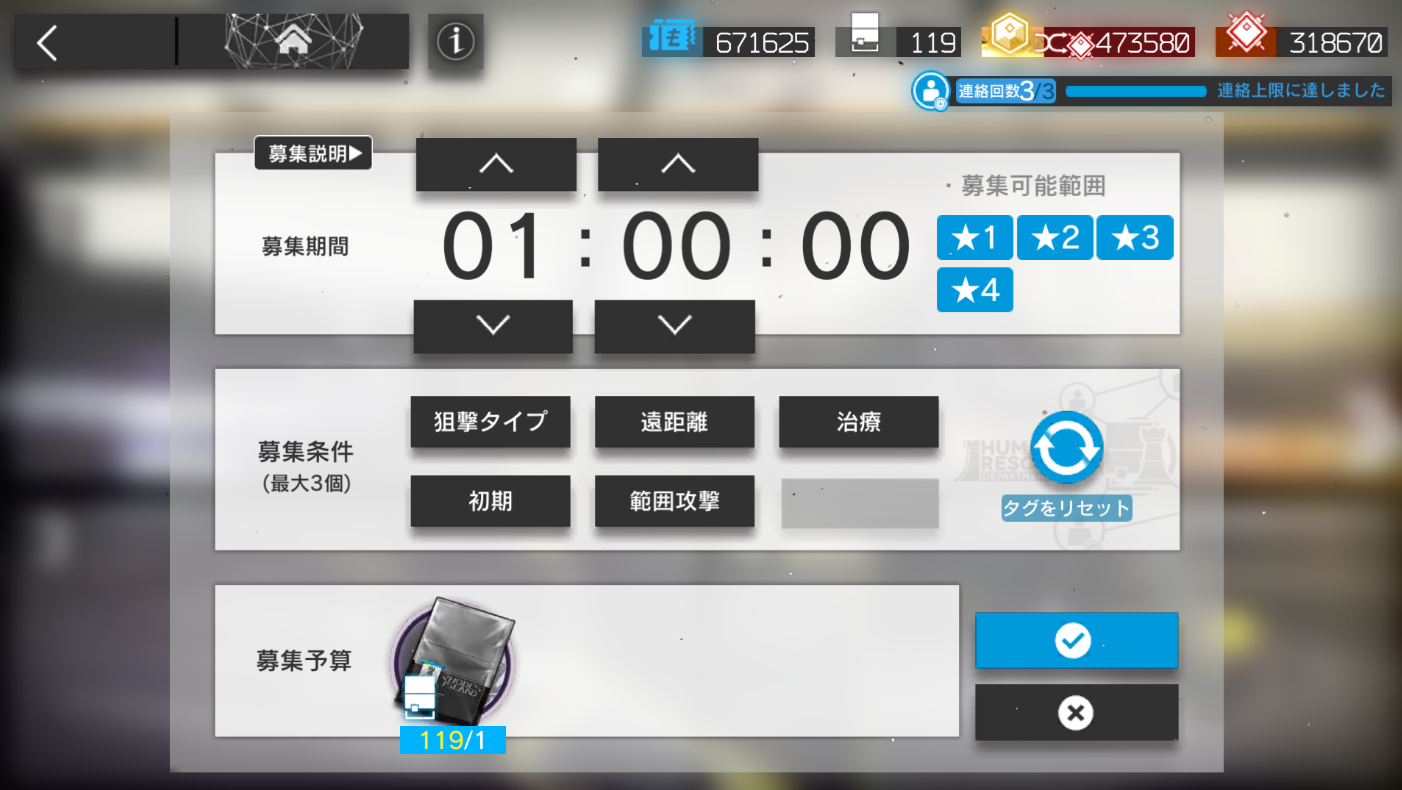 671625
119
473580
318670
連絡回数3/3
連絡上限に達しました
募集説明▶
・募集可能範囲
募集期間
01:00:00
★1 ★2 ★3
★4
狙撃タイプ 遠距離 治療
募集条件
(最大3個)
初期 範囲攻撃
タグをリセット
募集予算
RHODES
ISLAND
119/1